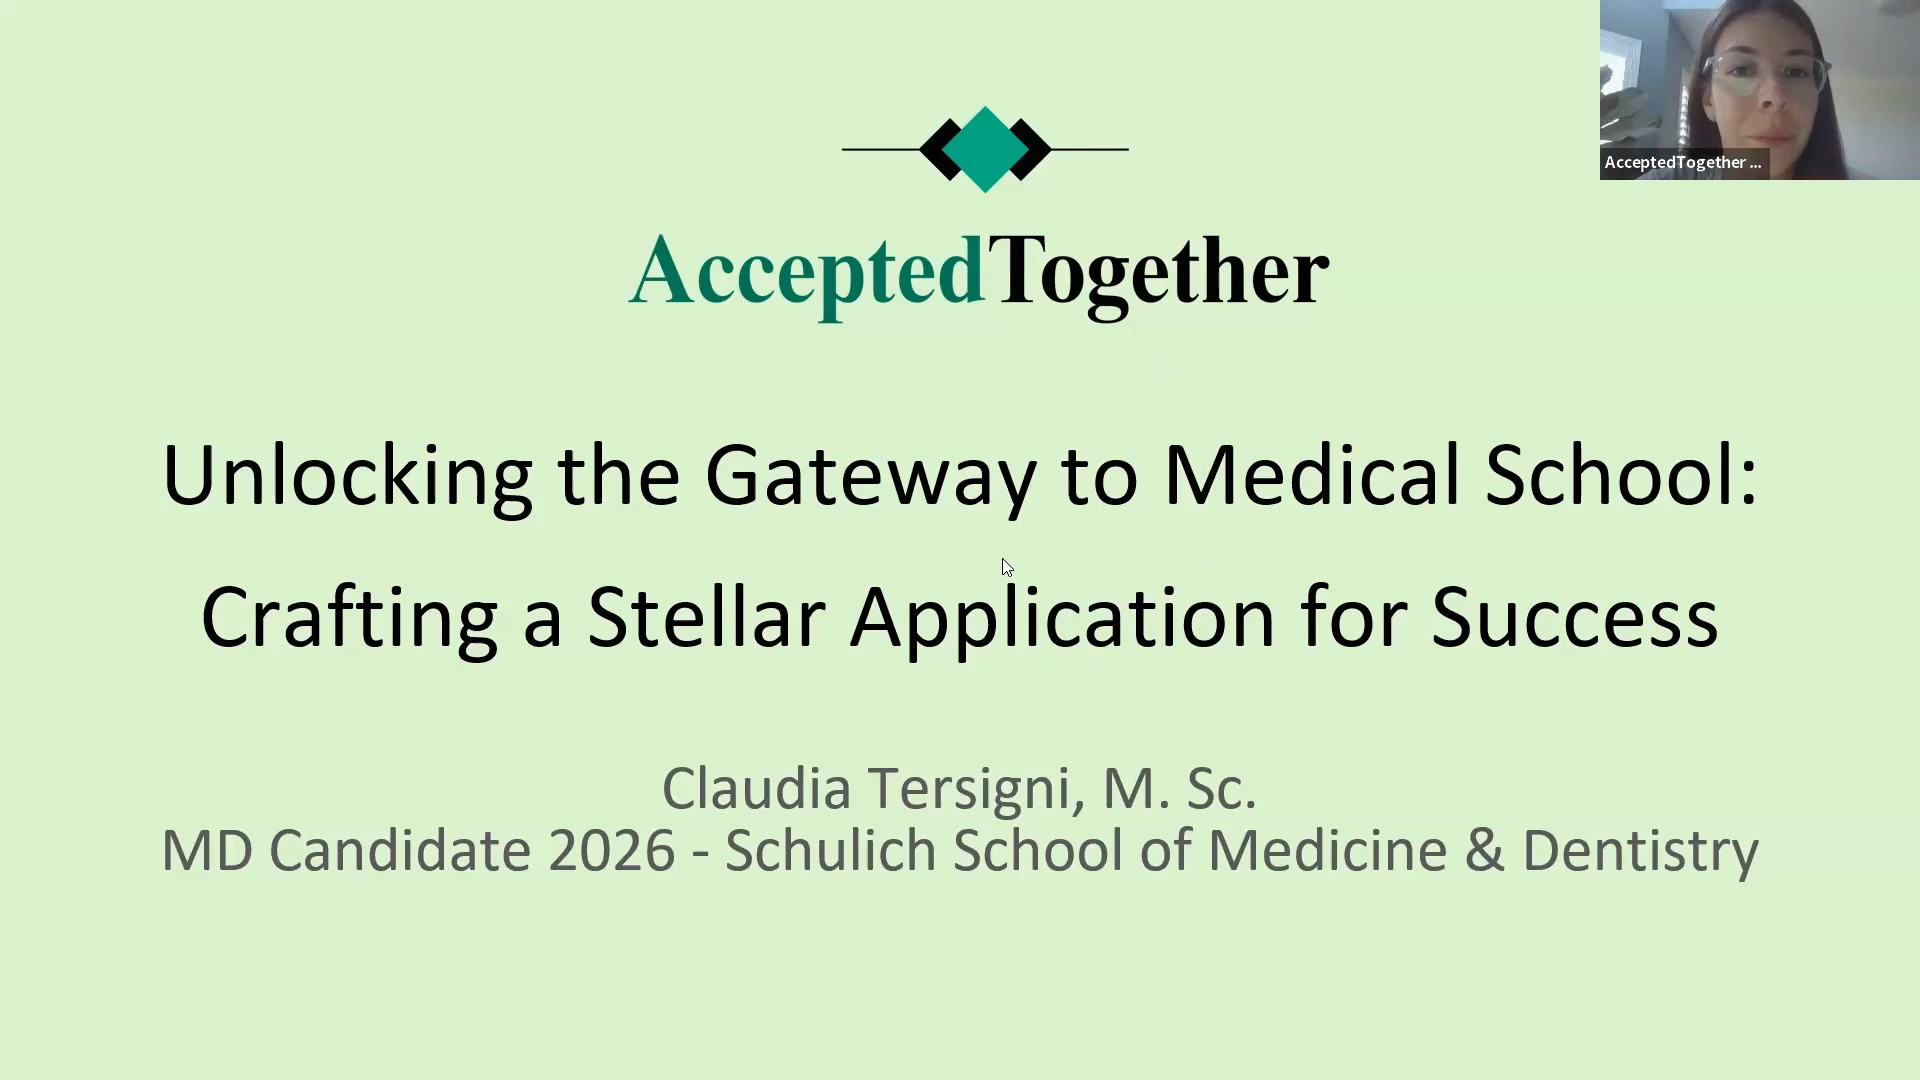 AcceptedTogether ...
AcceptedTogether
Unlocking the Gateway to Medical School:
Crafting a Stellar Application for Success
Claudia Tersigni, M. Sc.
MD Candidate 2026 - Schulich School of Medicine & Dentistry